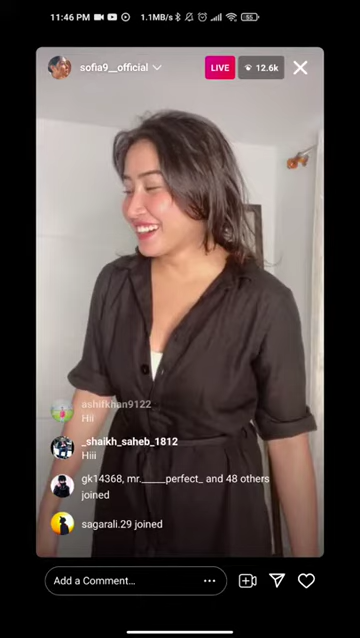 11:46 PM
1.1MB/s
55
sofia9__official
LIVE
12.6k
ashifkhan9122
Hii
_shaikh_saheb_1812
Hiii
gk14368, mr._____perfect_ and 48 others
joined
sagarali.29 joined
Add a Comment...